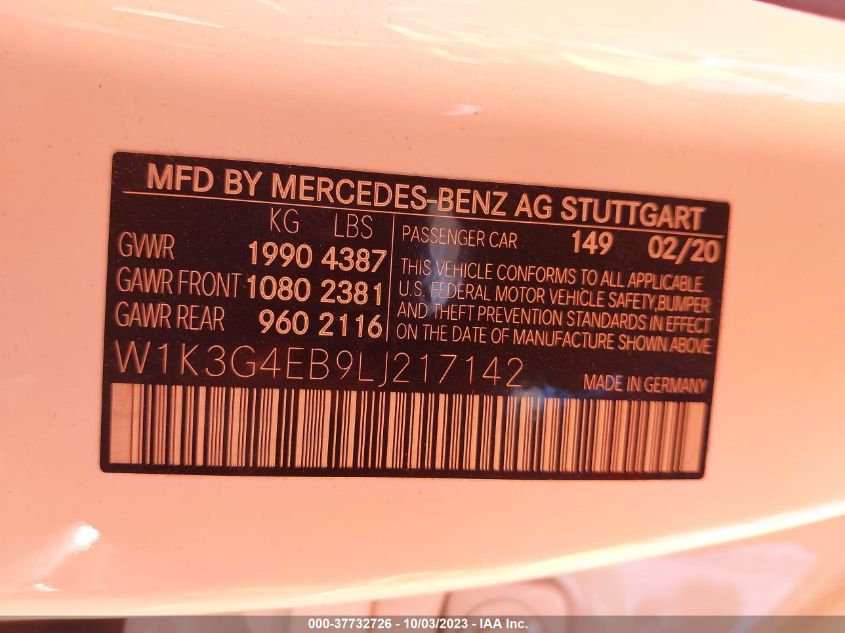 MFD BY MERCEDES-BENZ AG STUTTGART
KG LBS
GVWR 1990 4387
GAWR FRONT 1080 2381
GAWR REAR 960 2116
PASSENGER CAR 149 02/20
THIS VEHICLE CONFORMS TO ALL APPLICABLE
U.S. FEDERAL MOTOR VEHICLE SAFETY,BUMPER
AND THEFT PREVENTION STANDARDS IN EFFECT
ON THE DATE OF MANUFACTURE SHOWN ABOVE
W1K3G4EB9LJ217142
MADE IN GERMANY
000-37732726 - 10/03/2023 - IAA Inc.